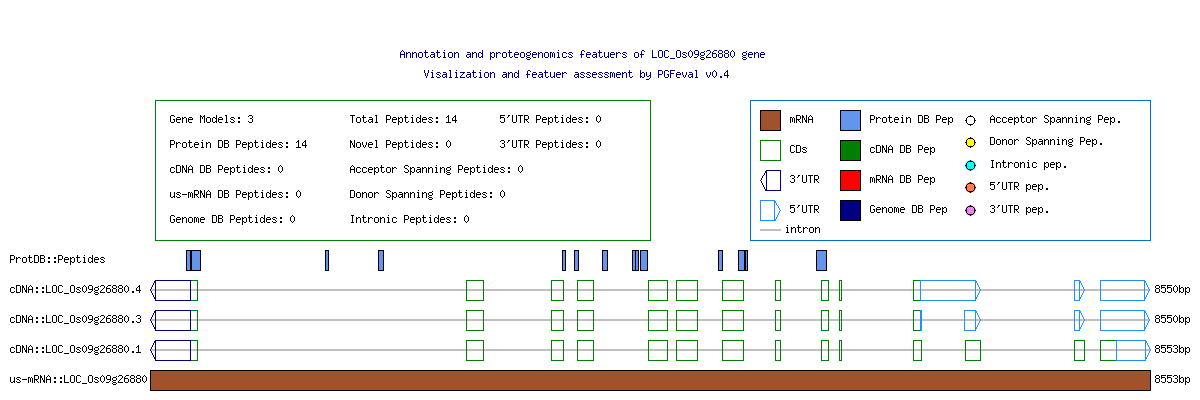 Annotation and proteogenomics featuers of LOC_Os09g26880 gene
Visalization and featuer assessment by PGFeval v0.4
Gene Models: 3 Total Peptides: 14 5'UTR Peptides: 0
Protein DB Peptides: 14 Novel Peptides: 0 3'UTR Peptides: 0
cDNA DB Peptides: 0 Acceptor Spanning Peptides: 0
us-mRNA DB Peptides: 0 Donor Spanning Peptides: 0
Genome DB Peptides: 0 Intronic Peptides: 0
mRNA Protein DB Pep Acceptor Spanning Pep.
CDs cDNA DB Pep Donor Spanning Pep.
3'UTR mRNA DB Pep Intronic pep.
5'UTR Genome DB Pep 5'UTR pep.
intron 3'UTR pep.
ProtDB::Peptides
cDNA::LOC_Os09g26880.4 8550bp
cDNA::LOC_Os09g26880.3 8550bp
cDNA::LOC_Os09g26880.1 8553bp
us-mRNA::LOC_Os09g26880 8553bp